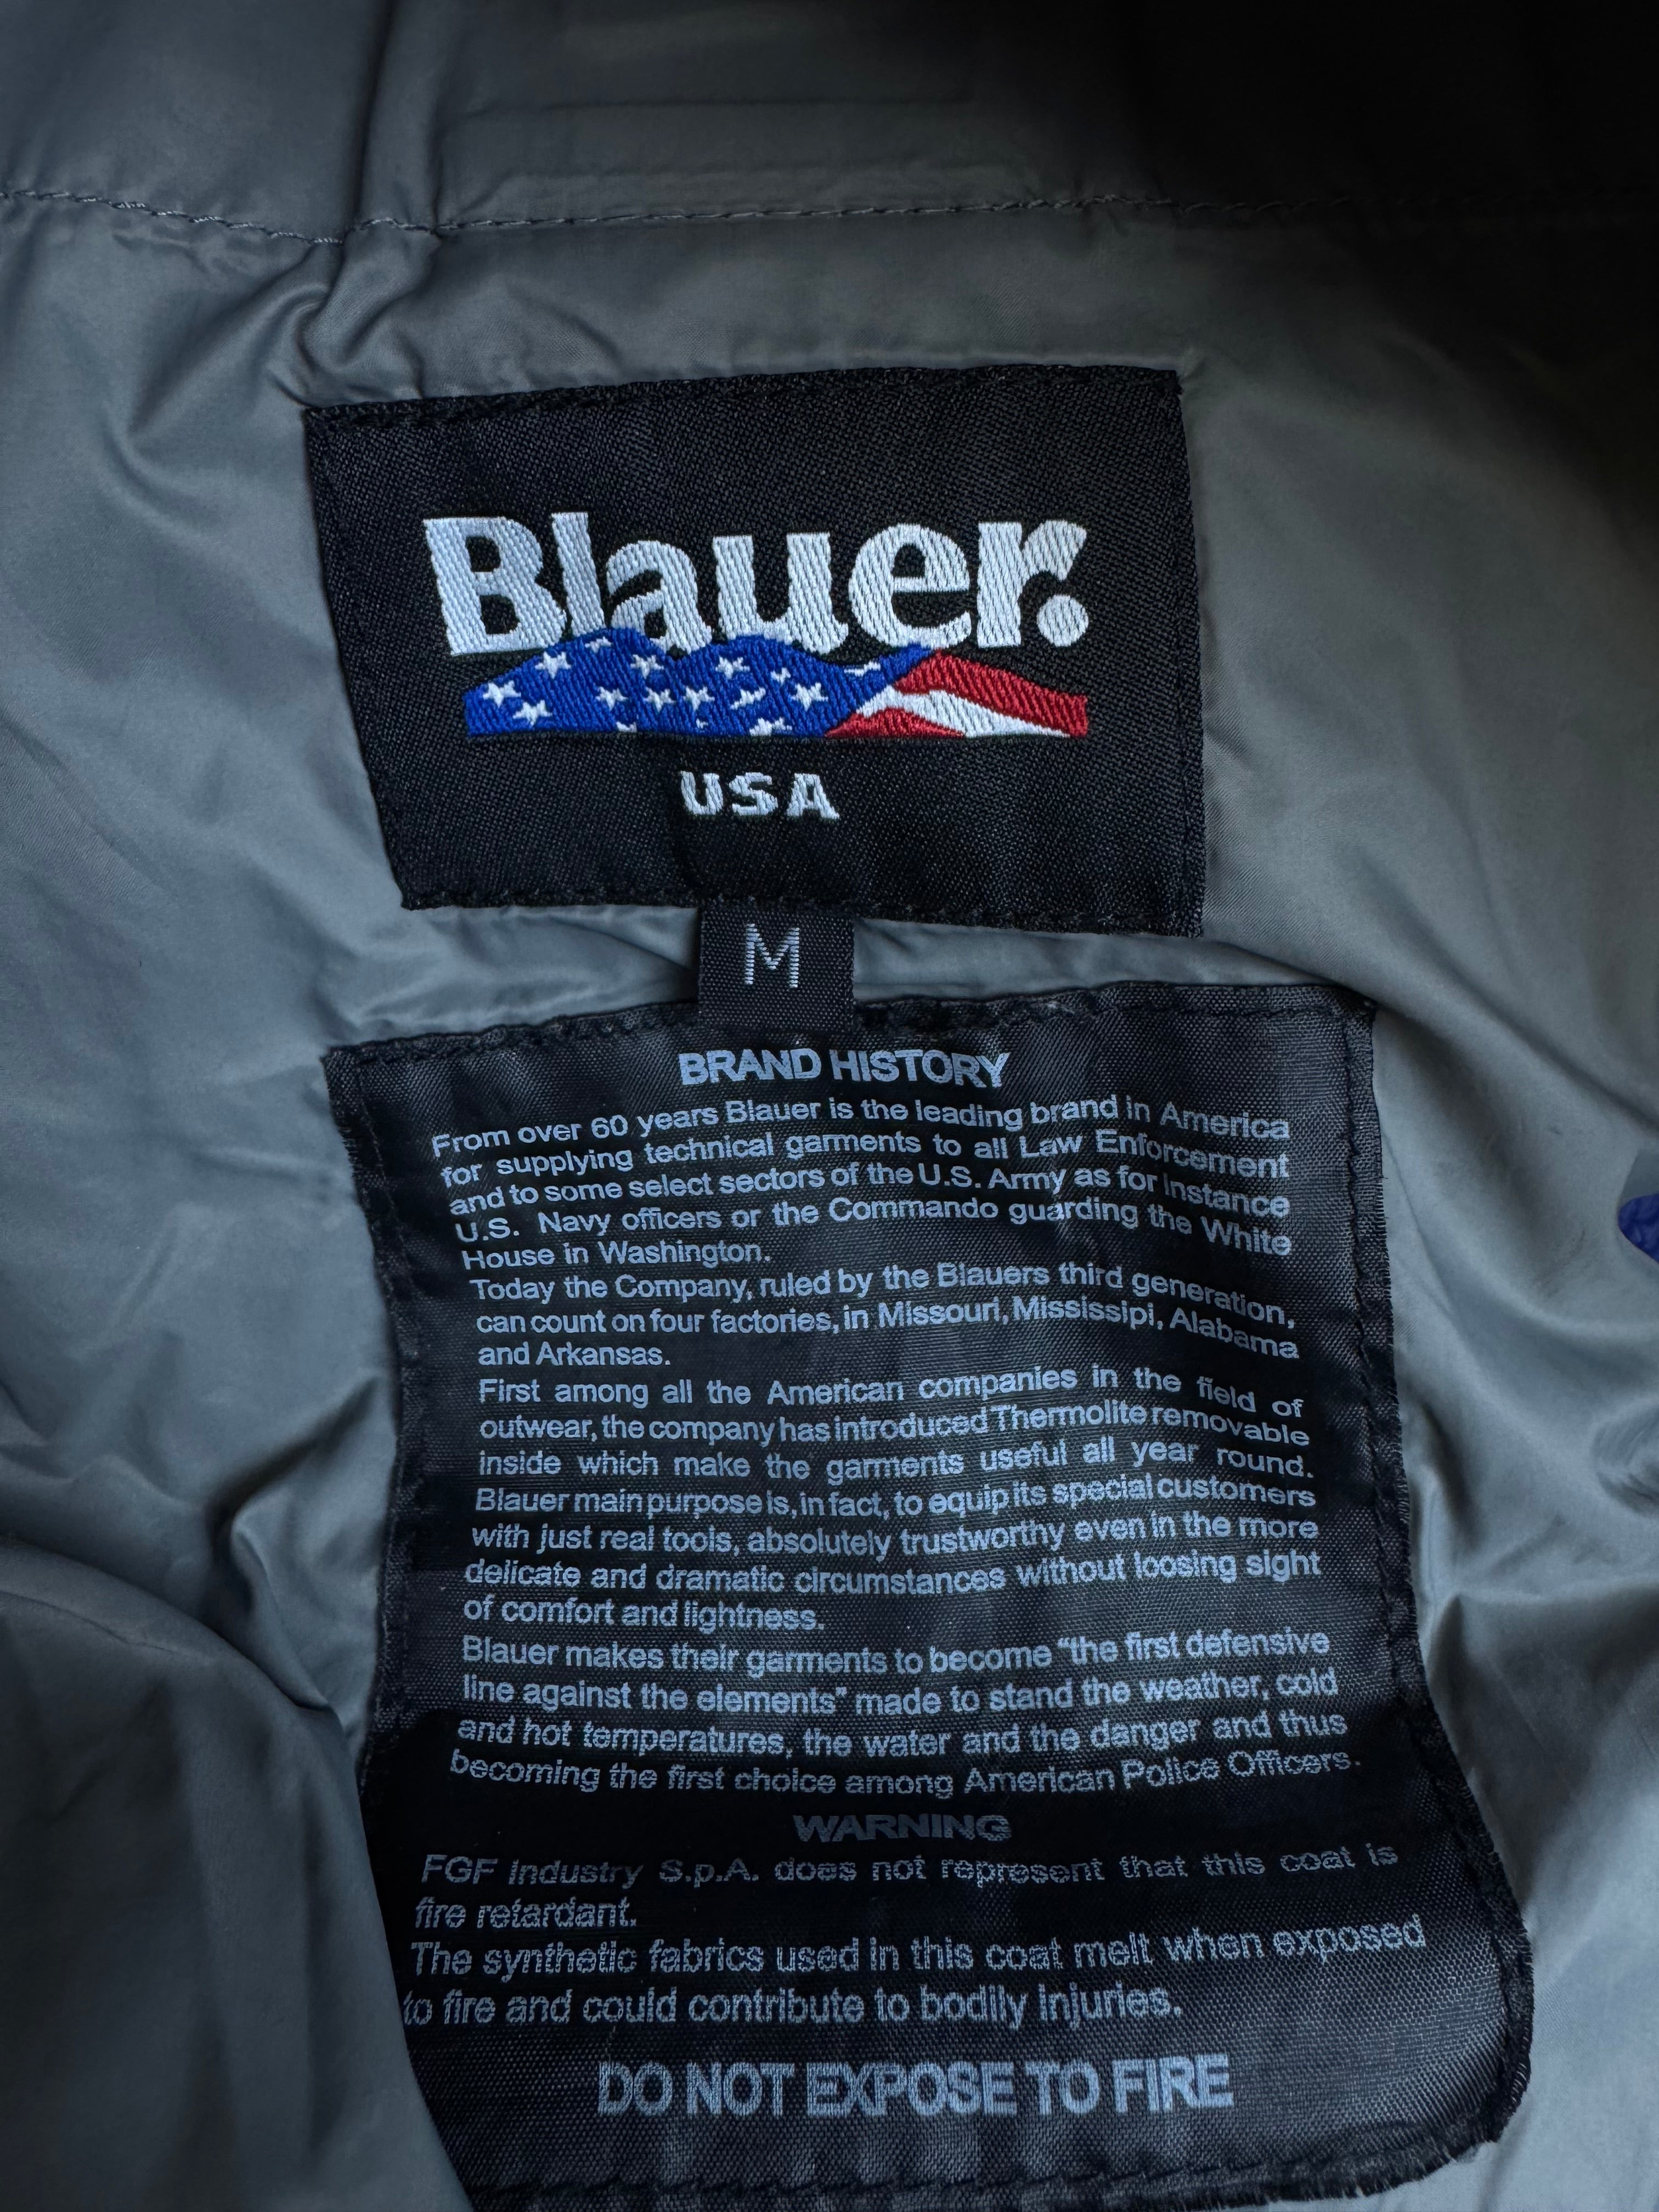 Blauer.
USA
M
BRAND HISTORY
From over 60 years Blauer is the leading brand in America
for supplying technical garments to all Law Enforcement
and to some select sectors of the U.S. Army as for instance
U.S. Navy officers or the Commando guarding the White
House in Washington.
Today the Company, ruled by the Blauers third generation,
can count on four factories, in Missouri, Mississipi, Alabama
and Arkansas.
First among all the American companies in the field of
outwear, the company has introduced Thermolite removable
inside which make the garments useful all year round.
Blauer main purpose is, in fact, to equip its special customers
with just real tools, absolutely trustworthy even in the more
delicate and dramatic circumstances without loosing sight
of comfort and lightness.
Blauer makes their garments to become “the first defensive
line against the elements” made to stand the weather, cold
and hot temperatures, the water and the danger and thus
becoming the first choice among American Police Officers.
WARNING
FGF Industry S.p.A. does not represent that this coat is
fire retardant.
The synthetic fabrics used in this coat melt when exposed
to fire and could contribute to bodily injuries.
DO NOT EXPOSE TO FIRE